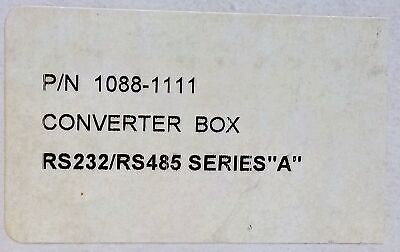 P/N 1088-1111
CONVERTER BOX
RS232/RS485 SERIES"A"